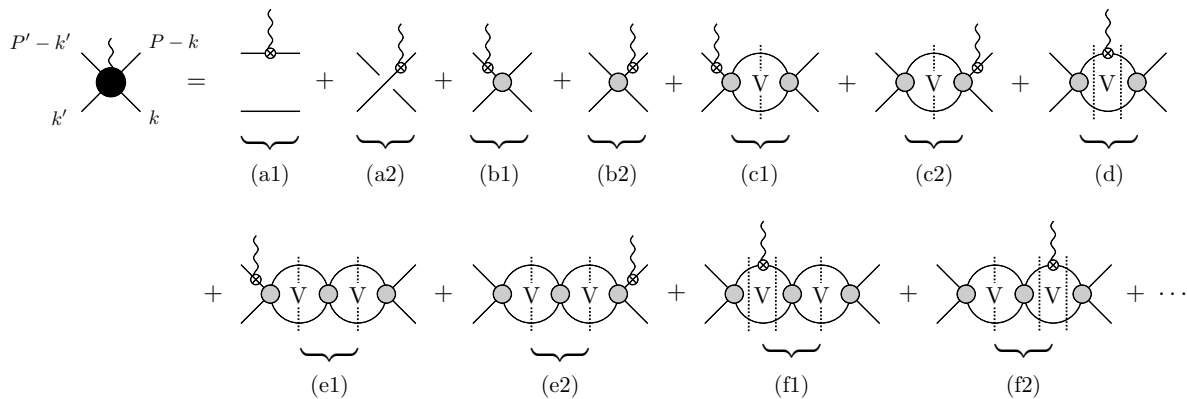 P′ − k′ P − k
= + + + + + +
V V V
k′ k
(a1) (a2) (b1) (b2) (c1) (c2) (d)
+ V V + V V + V V + V V + ···
(e1) (e2) (f1) (f2)